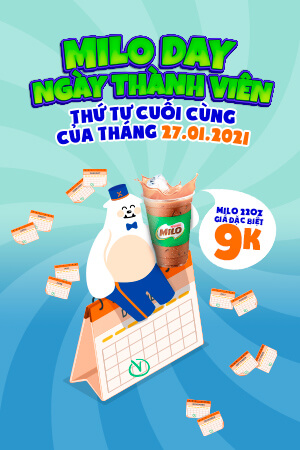 MILO DAY
NGÀY THÀNH VIÊN
THỨ TƯ CUỐI CÙNG
CỦA THÁNG 27.01.2021
MILO 22OZ
GIÁ ĐẶC BIỆT
9K
MILO